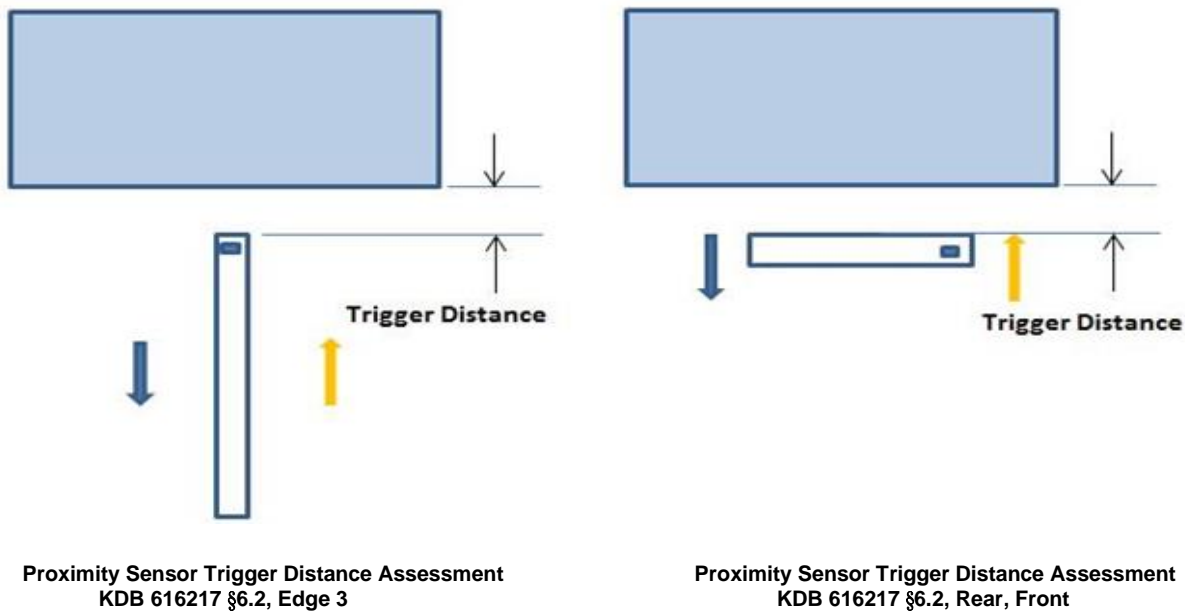 Trigger Distance
Trigger Distance
Proximity Sensor Trigger Distance Assessment
KDB 616217 §6.2, Edge 3
Proximity Sensor Trigger Distance Assessment
KDB 616217 §6.2, Rear, Front